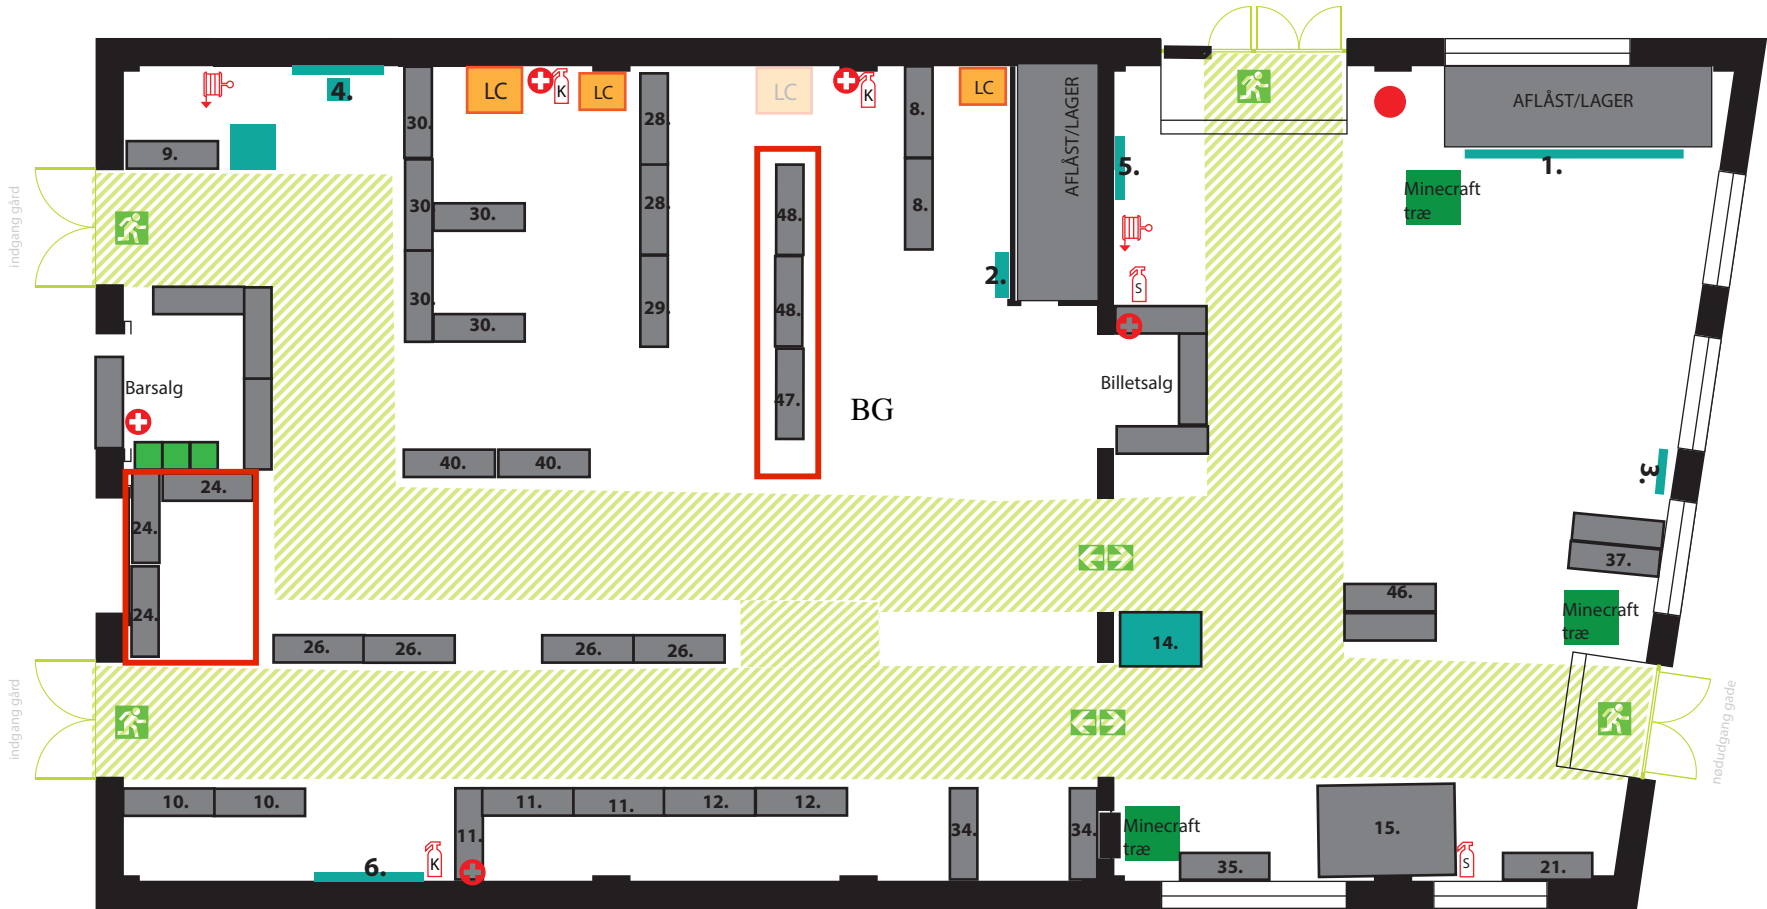 4.
LC
K
LC
LC
K
LC
AFLÅST/LAGER
AFLÅST/LAGER
1.
9.
30.
28.
8.
5.
Minecraft
træ
indgang gård
30.
30.
28.
48.
8.
S
2.
30.
30.
29.
48.
Barsalg
47.
BG
Billetsalg
40.
40.
3.
24.
24.
24.
37.
46.
Minecraft
træ
26.
26.
26.
26.
14.
indgang gård
nødudgang gade
10.
10.
11.
11.
11.
12.
12.
34.
34.
Minecraft
træ
15.
K
6.
35.
S
21.